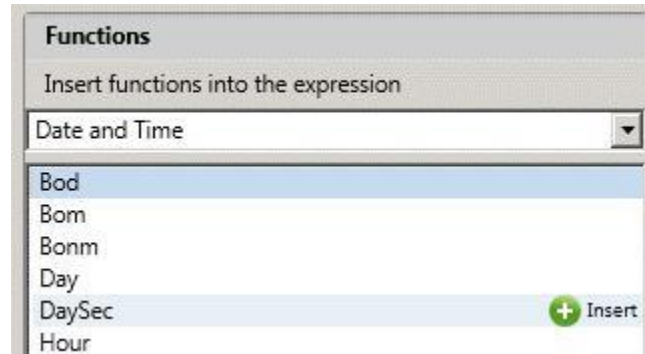 Functions
Insert functions into the expression
Date and Time
Bod
Bom
Bonm
Day
DaySec Insert
Hour